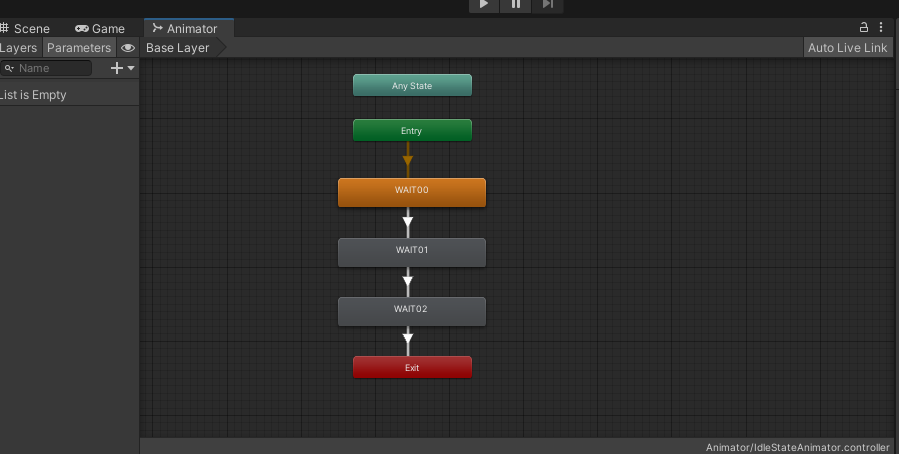 Scene Game Animator
Layers Parameters Base Layer Auto Live Link
Name
List is Empty
Any State
Entry
WAIT00
WAIT01
WAIT02
Exit
Animator/IdleStateAnimator.controller